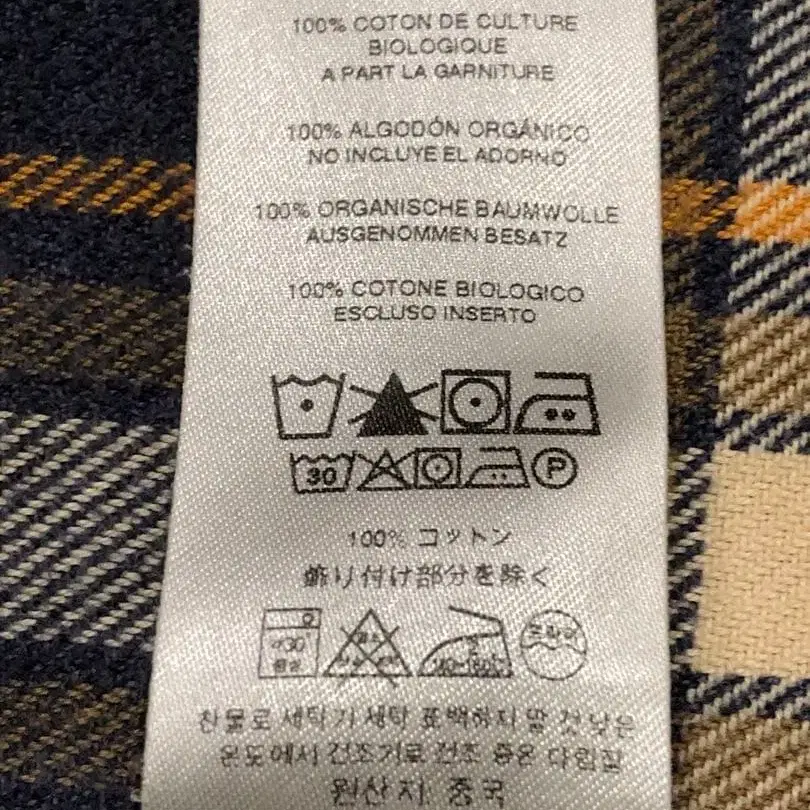 100% COTON DE CULTURE
BIOLOGIQUE
A PART LA GARNITURE
100% ALGODÓN ORGÁNICO
NO INCLUYE EL ADORNO
100% ORGANISCHE BAUMWOLLE
AUSGENOMMEN BESATZ
100% COTONE BIOLOGICO
ESCLUSO INSERTO
30 P
100% コットン
飾り付け部分を除く
드라이
찬물로 세탁기 세탁 표백하지 말 것 낮은
온도에서 건조기로 건조 중온 다림질
원산지: 중국